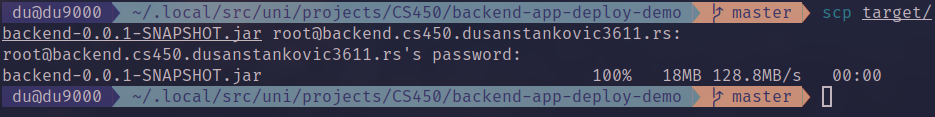 du@du9000 ~/.local/src/uni/projects/CS450/backend-app-deploy-demo master scp target/
backend-0.0.1-SNAPSHOT.jar root@backend.cs450.dusanstankovic3611.rs:
root@backend.cs450.dusanstankovic3611.rs's password:
backend-0.0.1-SNAPSHOT.jar 100% 18MB 128.8MB/s 00:00
du@du9000 ~/.local/src/uni/projects/CS450/backend-app-deploy-demo master